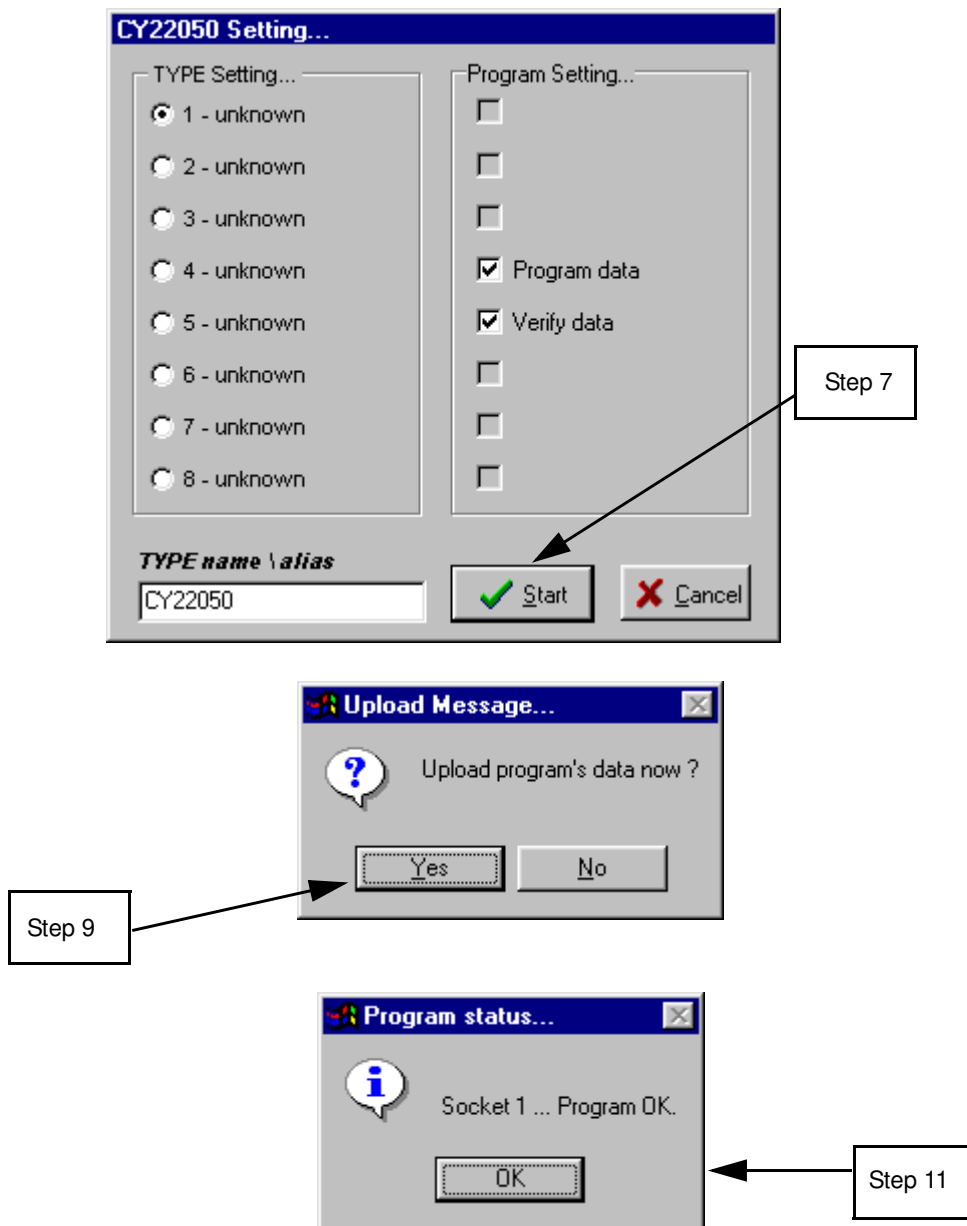 CY22050 Setting...
TYPE Setting...
1 - unknown
2 - unknown
3 - unknown
4 - unknown
5 - unknown
6 - unknown
7 - unknown
8 - unknown
Program Setting...
Program data
Verify data
Step 7
TYPE name \ alias
CY22050
Start
Cancel
Upload Message...
Upload program's data now ?
Yes
No
Step 9
Program status...
Socket 1 ... Program OK.
OK
Step 11